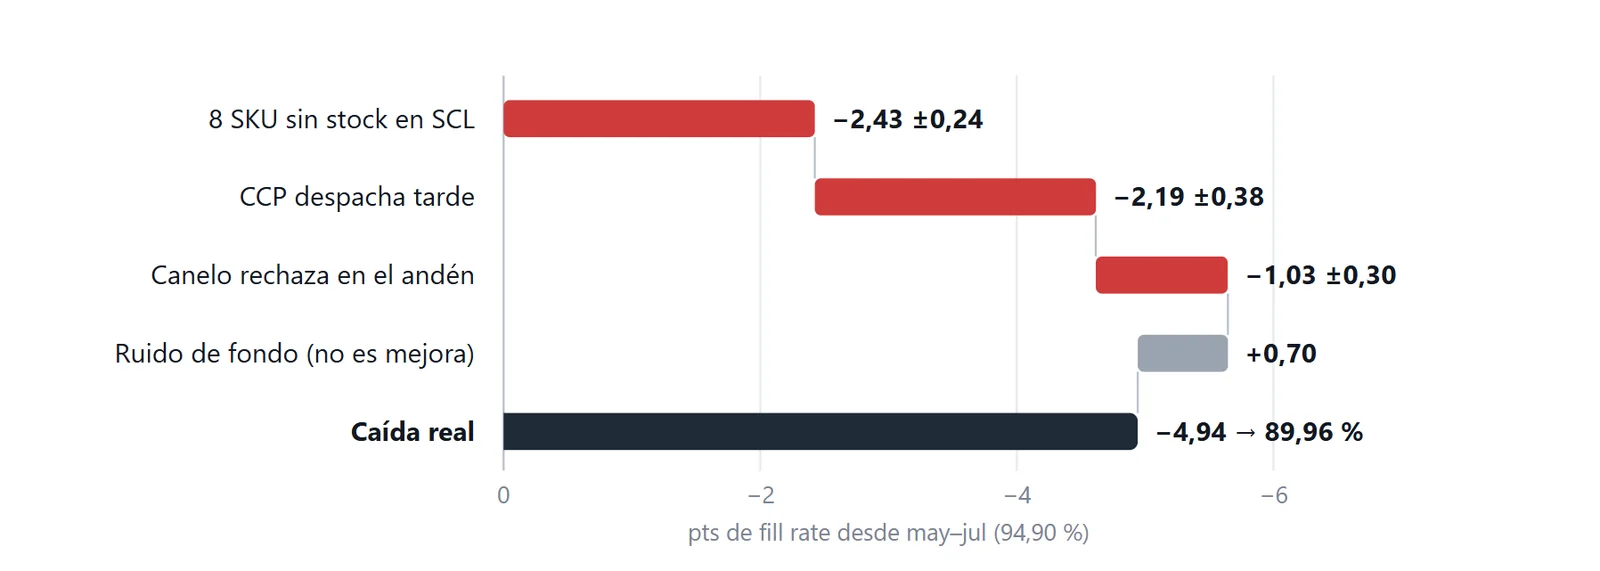 8 SKU sin stock en SCL −2,43 ±0,24
CCP despacha tarde −2,19 ±0,38
Canelo rechaza en el andén −1,03 ±0,30
Ruido de fondo (no es mejora) +0,70
Caída real −4,94 → 89,96 %
0 −2 −4 −6
pts de fill rate desde may–jul (94,90 %)